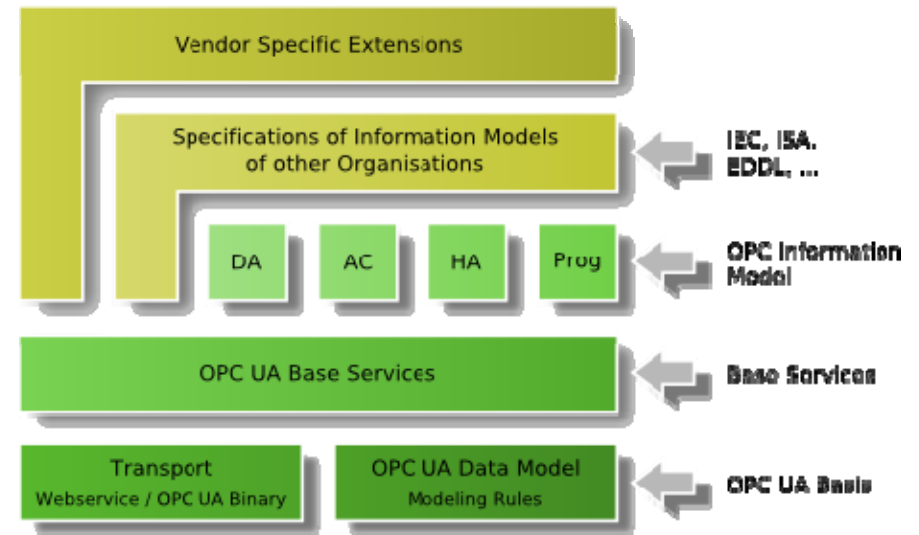 Vendor Specific Extensions
Specifications of Information Models
of other Organisations
IEC, ISA,
EDDL, ...
DA
AC
HA
Prog
OPC Information
Model
OPC UA Base Services
Base Services
Transport
Webservice / OPC UA Binary
OPC UA Data Model
Modeling Rules
OPC UA Basis